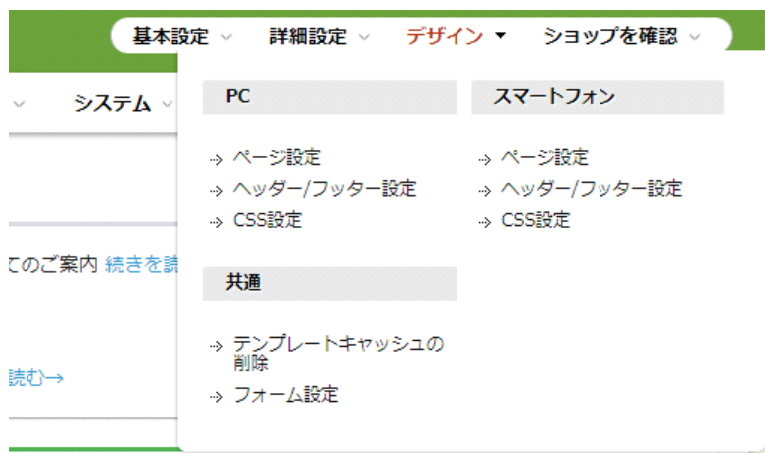 基本設定 詳細設定 デザイン ▼ ショップを確認
システム
PC
→ ページ設定
→ ヘッダー/フッター設定
→ CSS設定
スマートフォン
→ ページ設定
→ ヘッダー/フッター設定
→ CSS設定
てのご案内 続きを読
共通
→ テンプレートキャッシュの
削除
→ フォーム設定
読む→